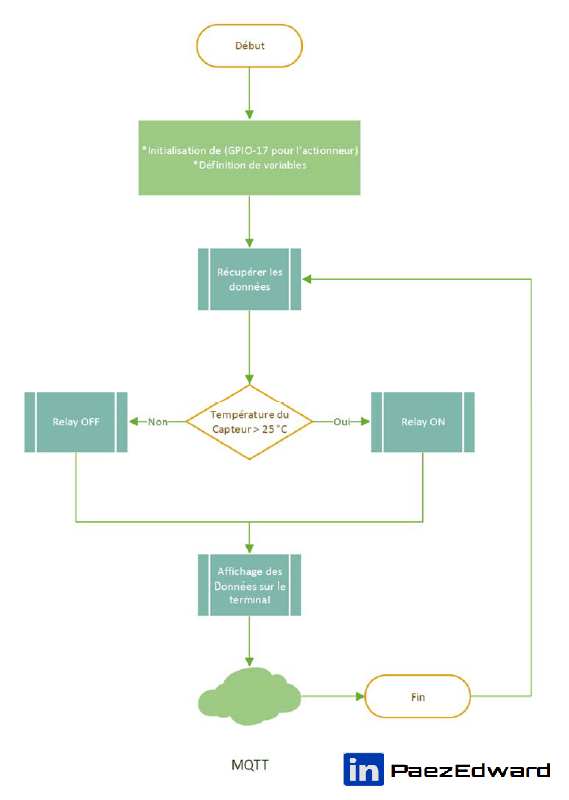 Début
*Initialisation de (GPIO-17 pour l'actionneur)
*Définition de variables
Récupérer les
données
Température du
Capteur > 25 °C
Non
Oui
Relay OFF
Relay ON
Affichage des
Données sur le
terminal
Fin
MQTT
in PaezEdward